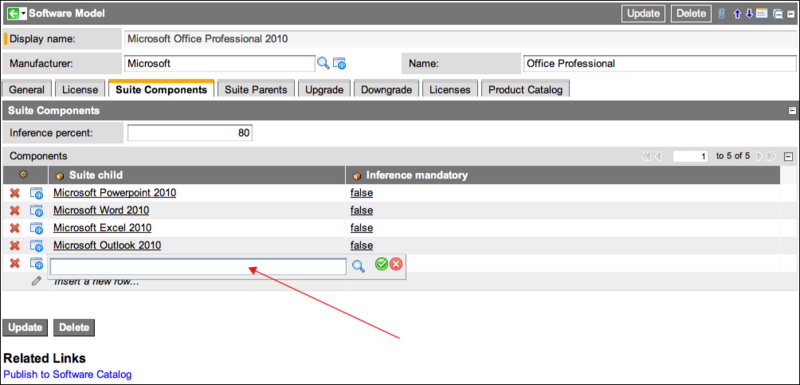 Software Model Update Delete
Display name: Microsoft Office Professional 2010
Manufacturer: Microsoft Name: Office Professional
General License Suite Components Suite Parents Upgrade Downgrade Licenses Product Catalog
Suite Components
Inference percent: 80
Components 1 to 5 of 5
Suite child Inference mandatory
Microsoft Powerpoint 2010 false
Microsoft Word 2010 false
Microsoft Excel 2010 false
Microsoft Outlook 2010 false
Insert a new row...
Update Delete
Related Links
Publish to Software Catalog